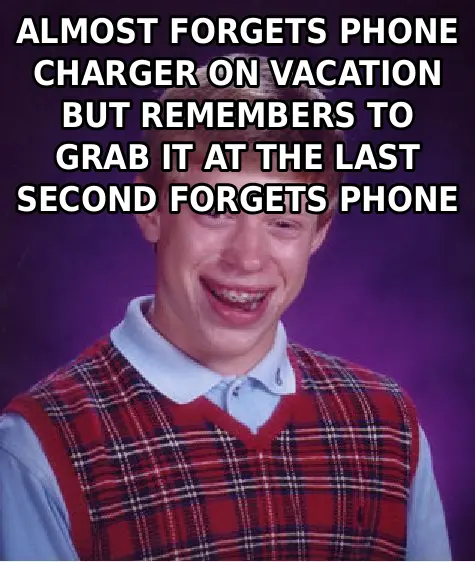 ALMOST FORGETS PHONE
CHARGER ON VACATION
BUT REMEMBERS TO
GRAB IT AT THE LAST
SECOND FORGETS PHONE